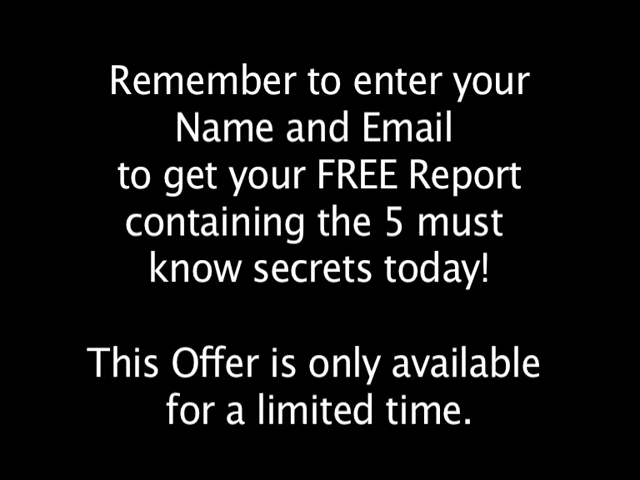 Remember to enter your
Name and Email
to get your FREE Report
containing the 5 must
know secrets today!
This Offer is only available
for a limited time.